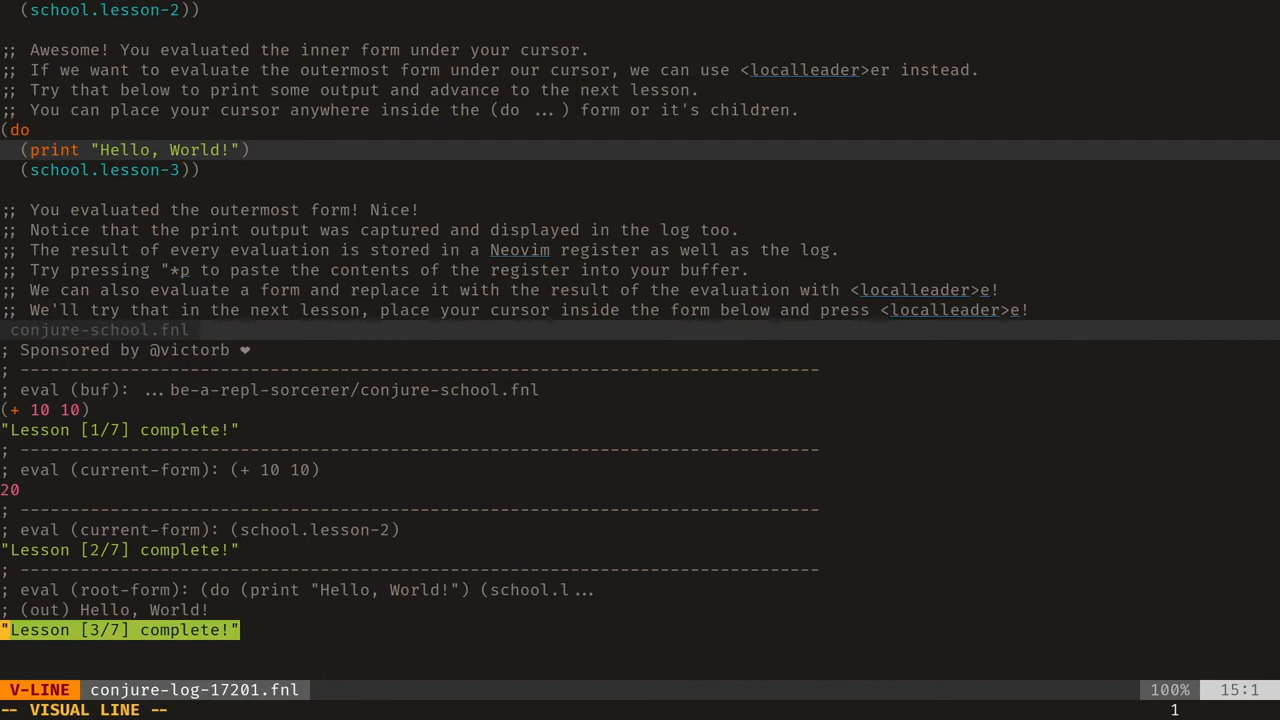 (school.lesson-2))
;; Awesome! You evaluated the inner form under your cursor.
;; If we want to evaluate the outermost form under our cursor, we can use <localleader>er instead.
;; Try that below to print some output and advance to the next lesson.
;; You can place your cursor anywhere inside the (do ...) form or it's children.
(do
(print "Hello, World!")
(school.lesson-3))
;; You evaluated the outermost form! Nice!
;; Notice that the print output was captured and displayed in the log too.
;; The result of every evaluation is stored in a Neovim register as well as the log.
;; Try pressing "*p to paste the contents of the register into your buffer.
;; We can also evaluate a form and replace it with the result of the evaluation with <localleader>e!
;; We'll try that in the next lesson, place your cursor inside the form below and press <localleader>e!
conjure-school.fnl
; Sponsored by @victorb ❤
; --------------------------------------------------------------------------------
; eval (buf): ...be-a-repl-sorcerer/conjure-school.fnl
(+ 10 10)
"Lesson [1/7] complete!"
; --------------------------------------------------------------------------------
; eval (current-form): (+ 10 10)
20
; --------------------------------------------------------------------------------
; eval (current-form): (school.lesson-2)
"Lesson [2/7] complete!"
; --------------------------------------------------------------------------------
; eval (root-form): (do (print "Hello, World!") (school.l...
; (out) Hello, World!
"Lesson [3/7] complete!"
V-LINE conjure-log-17201.fnl 100% 15:1
-- VISUAL LINE -- 1